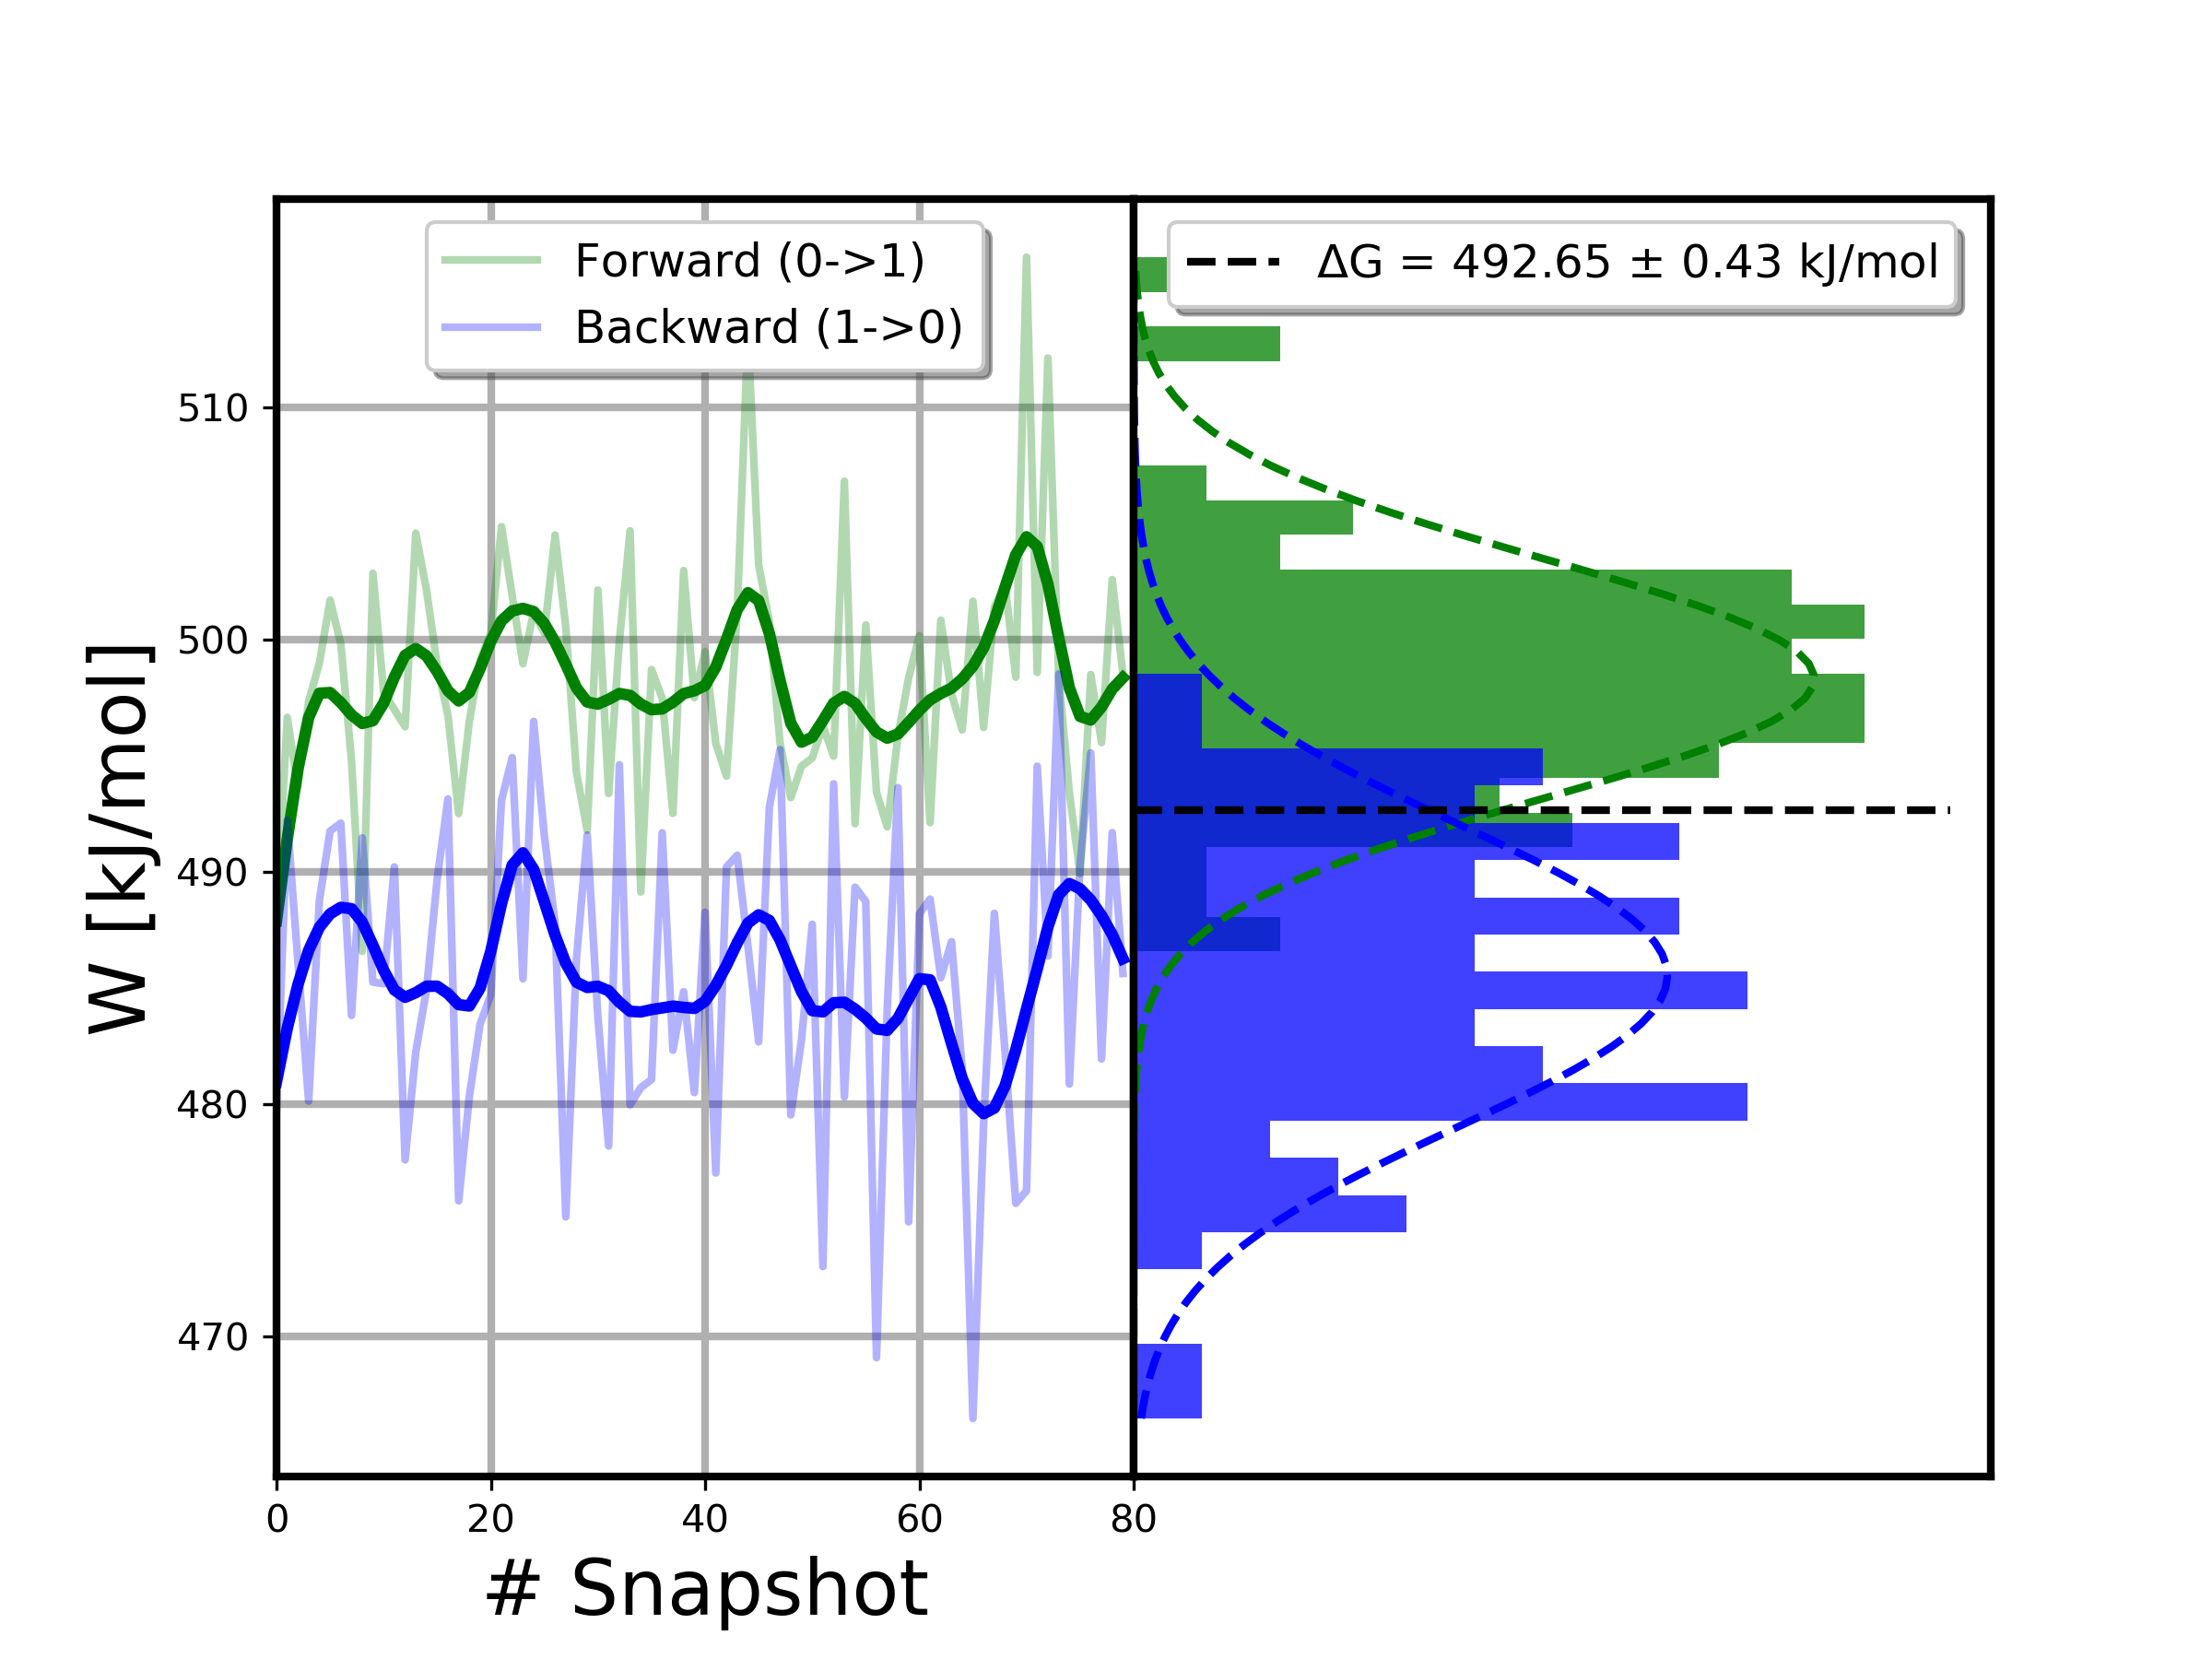 Forward (0->1)
Backward (1->0)
ΔG = 492.65 ± 0.43 kJ/mol
W [kJ/mol]
510
500
490
480
470
0 20 40 60 80
# Snapshot